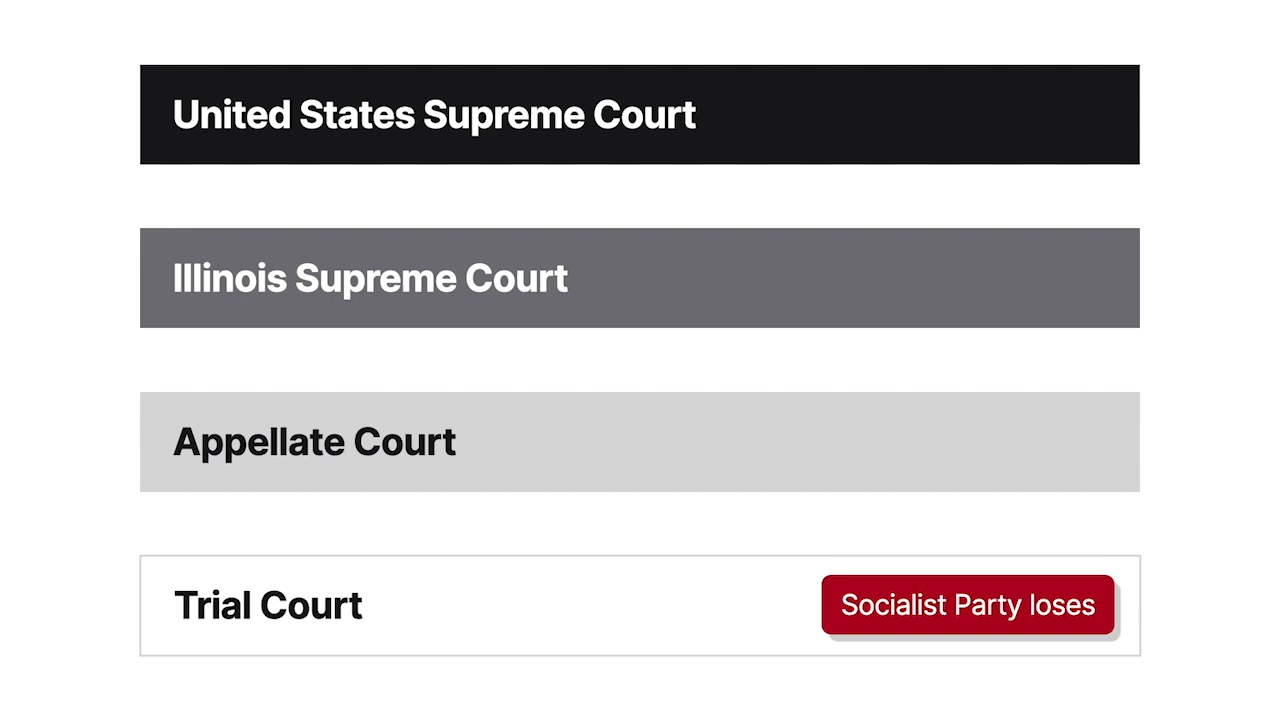 United States Supreme Court
Illinois Supreme Court
Appellate Court
Trial Court
Socialist Party loses